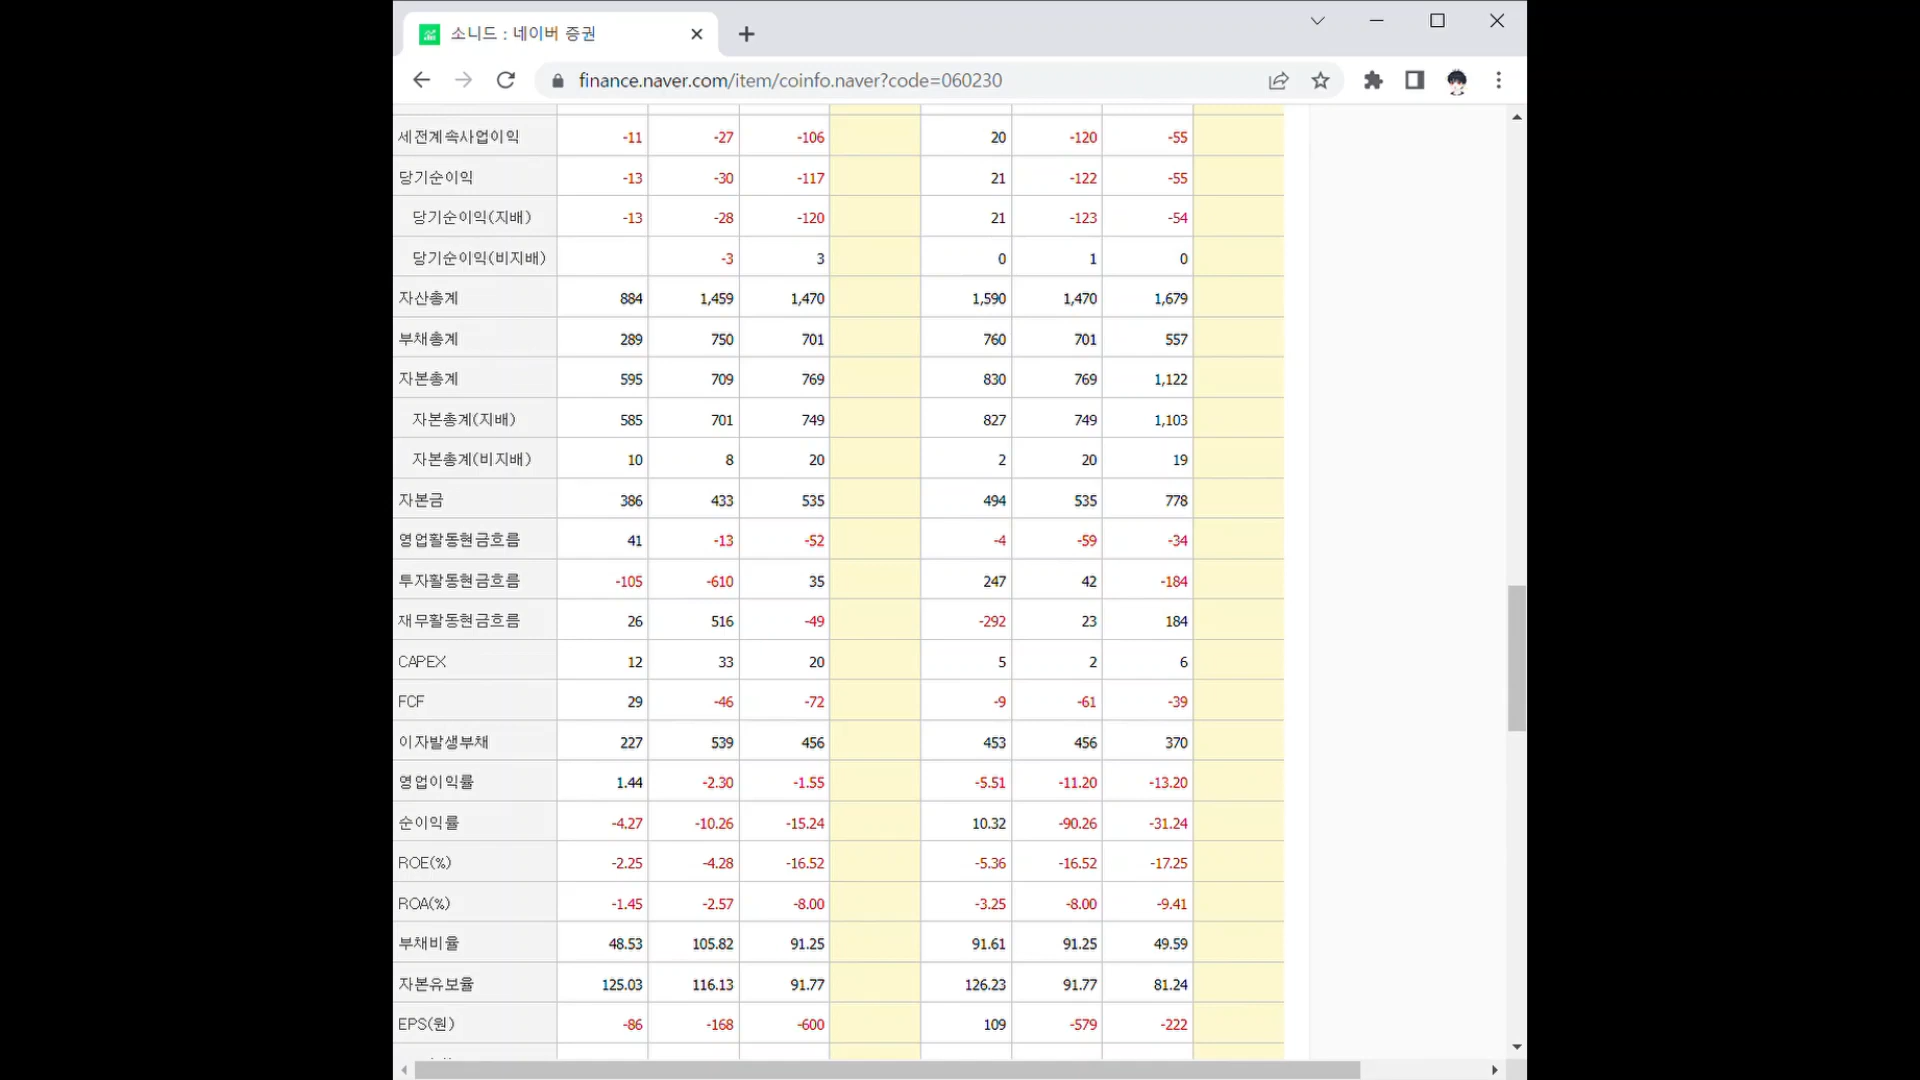 소니드 : 네이버 증권
finance.naver.com/item/coinfo.naver?code=060230
세전계속사업이익 -11 -27 -106 20 -120 -55
당기순이익 -13 -30 -117 21 -122 -55
당기순이익(지배) -13 -28 -120 21 -123 -54
당기순이익(비지배) -3 3 0 1 0
자산총계 884 1,459 1,470 1,590 1,470 1,679
부채총계 289 750 701 760 701 557
자본총계 595 709 769 830 769 1,122
자본총계(지배) 585 701 749 827 749 1,103
자본총계(비지배) 10 8 20 2 20 19
자본금 386 433 535 494 535 778
영업활동현금흐름 41 -13 -52 -4 -59 -34
투자활동현금흐름 -105 -610 35 247 42 -184
재무활동현금흐름 26 516 -49 -292 23 184
CAPEX 12 33 20 5 2 6
FCF 29 -46 -72 -9 -61 -39
이자발생부채 227 539 456 453 456 370
영업이익률 1.44 -2.30 -1.55 -5.51 -11.20 -13.20
순이익률 -4.27 -10.26 -15.24 10.32 -90.26 -31.24
ROE(%) -2.25 -4.28 -16.52 -5.36 -16.52 -17.25
ROA(%) -1.45 -2.57 -8.00 -3.25 -8.00 -9.41
부채비율 48.53 105.82 91.25 91.61 91.25 49.59
자본유보율 125.03 116.13 91.77 126.23 91.77 81.24
EPS(원) -86 -168 -600 109 -579 -222